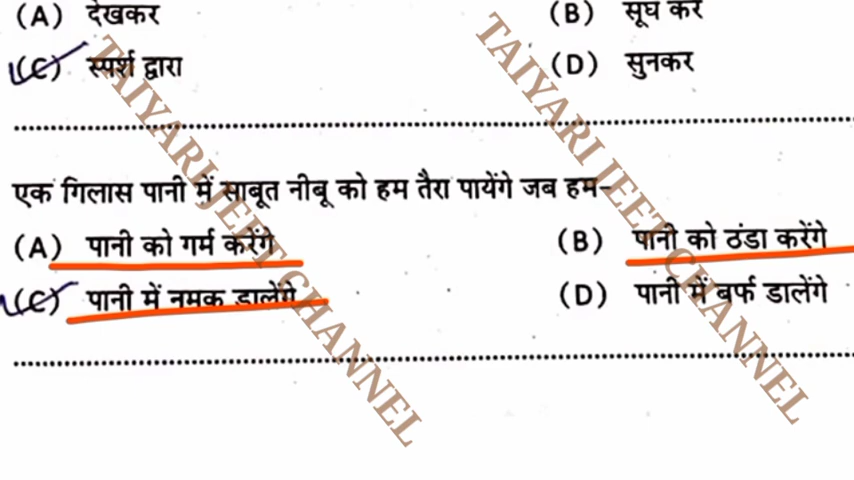 (A) देखकर (B) सूघ कर
(C) स्पर्श द्वारा (D) सुनकर
एक गिलास पानी में साबूत नीबू को हम तैरा पायेंगे जब हम-
(A) पानी को गर्म करेंगे (B) पानी को ठंडा करेंगे
(C) पानी में नमक डालेंगे (D) पानी में बर्फ डालेंगे
TAIYARI JEET CHANNEL
TAIYARI JEET CHANNEL